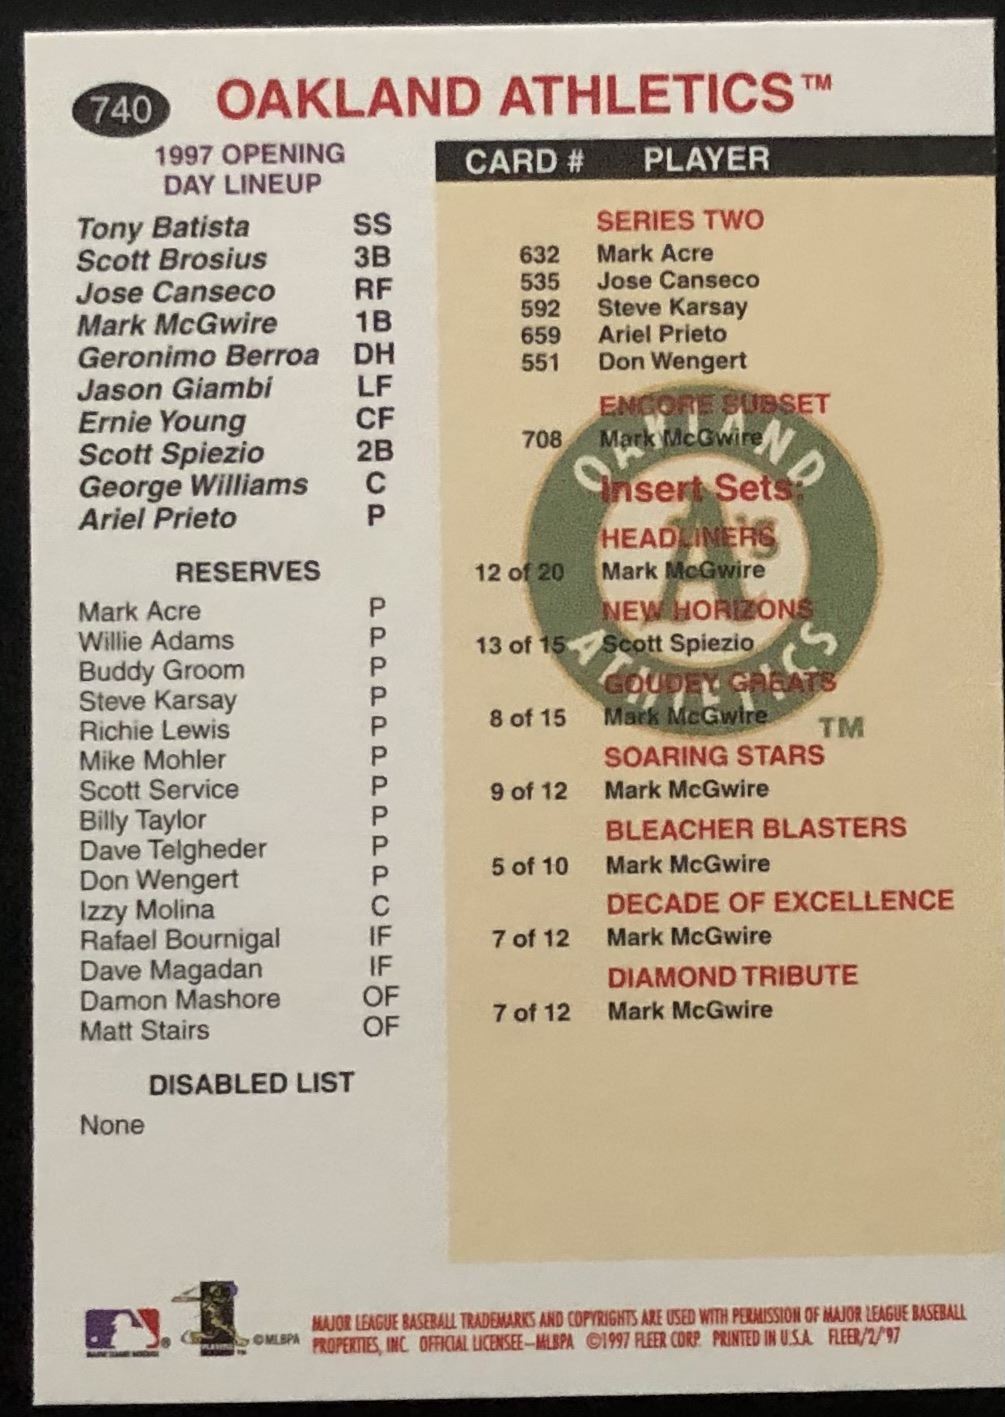 740 OAKLAND ATHLETICS™
1997 OPENING
DAY LINEUP
Tony Batista SS
Scott Brosius 3B
Jose Canseco RF
Mark McGwire 1B
Geronimo Berroa DH
Jason Giambi LF
Ernie Young CF
Scott Spiezio 2B
George Williams C
Ariel Prieto P
RESERVES
Mark Acre P
Willie Adams P
Buddy Groom P
Steve Karsay P
Richie Lewis P
Mike Mohler P
Scott Service P
Billy Taylor P
Dave Telgheder P
Don Wengert P
Izzy Molina C
Rafael Bournigal IF
Dave Magadan IF
Damon Mashore OF
Matt Stairs OF
DISABLED LIST
None
CARD # PLAYER
SERIES TWO
632 Mark Acre
535 Jose Canseco
592 Steve Karsay
659 Ariel Prieto
551 Don Wengert
ENCORE SUBSET
708 Mark McGwire
Insert Sets:
HEADLINERS
12 of 20 Mark McGwire
NEW HORIZONS
13 of 15 Scott Spiezio
GOUDEY GREATS
8 of 15 Mark McGwire
SOARING STARS
9 of 12 Mark McGwire
BLEACHER BLASTERS
5 of 10 Mark McGwire
DECADE OF EXCELLENCE
7 of 12 Mark McGwire
DIAMOND TRIBUTE
7 of 12 Mark McGwire
OAKLAND
A's
ATHLETICS
TM
® ©MLBPA
MAJOR LEAGUE BASEBALL TRADEMARKS AND COPYRIGHTS ARE USED WITH PERMISSION OF MAJOR LEAGUE BASEBALL
PROPERTIES, INC. OFFICIAL LICENSEE–MLBPA ©1997 FLEER CORP. PRINTED IN U.S.A. FLEER/2/'97